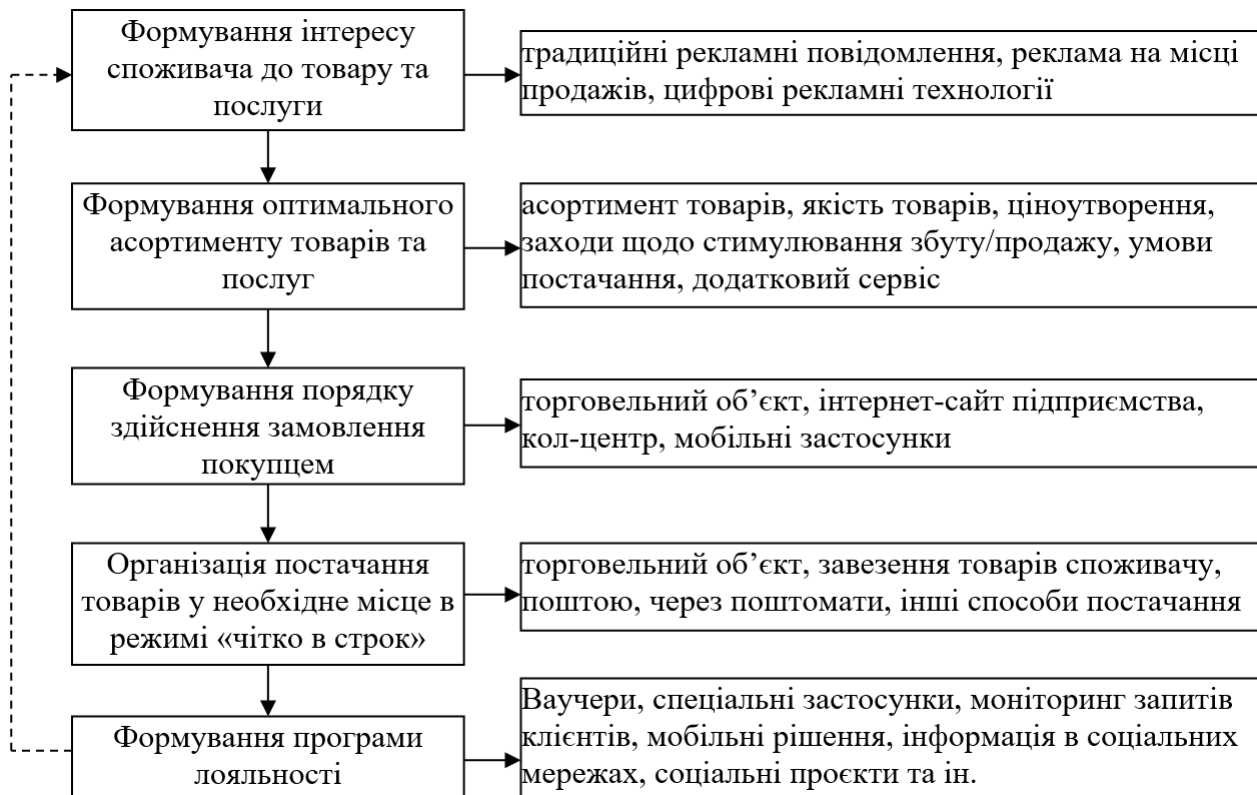 Формування інтересу
споживача до товару та
послуги
традиційні рекламні повідомлення, реклама на місці
продажів, цифрові рекламні технології
Формування оптимального
асортименту товарів та
послуг
асортимент товарів, якість товарів, ціноутворення,
заходи щодо стимулювання збуту/продажу, умови
постачання, додатковий сервіс
Формування порядку
здійснення замовлення
покупцем
торговельний об’єкт, інтернет-сайт підприємства,
кол-центр, мобільні застосунки
Організація постачання
товарів у необхідне місце в
режимі «чітко в строк»
торговельний об’єкт, завезення товарів споживачу,
поштою, через поштомати, інші способи постачання
Формування програми
лояльності
Ваучери, спеціальні застосунки, моніторинг запитів
клієнтів, мобільні рішення, інформація в соціальних
мережах, соціальні проєкти та ін.